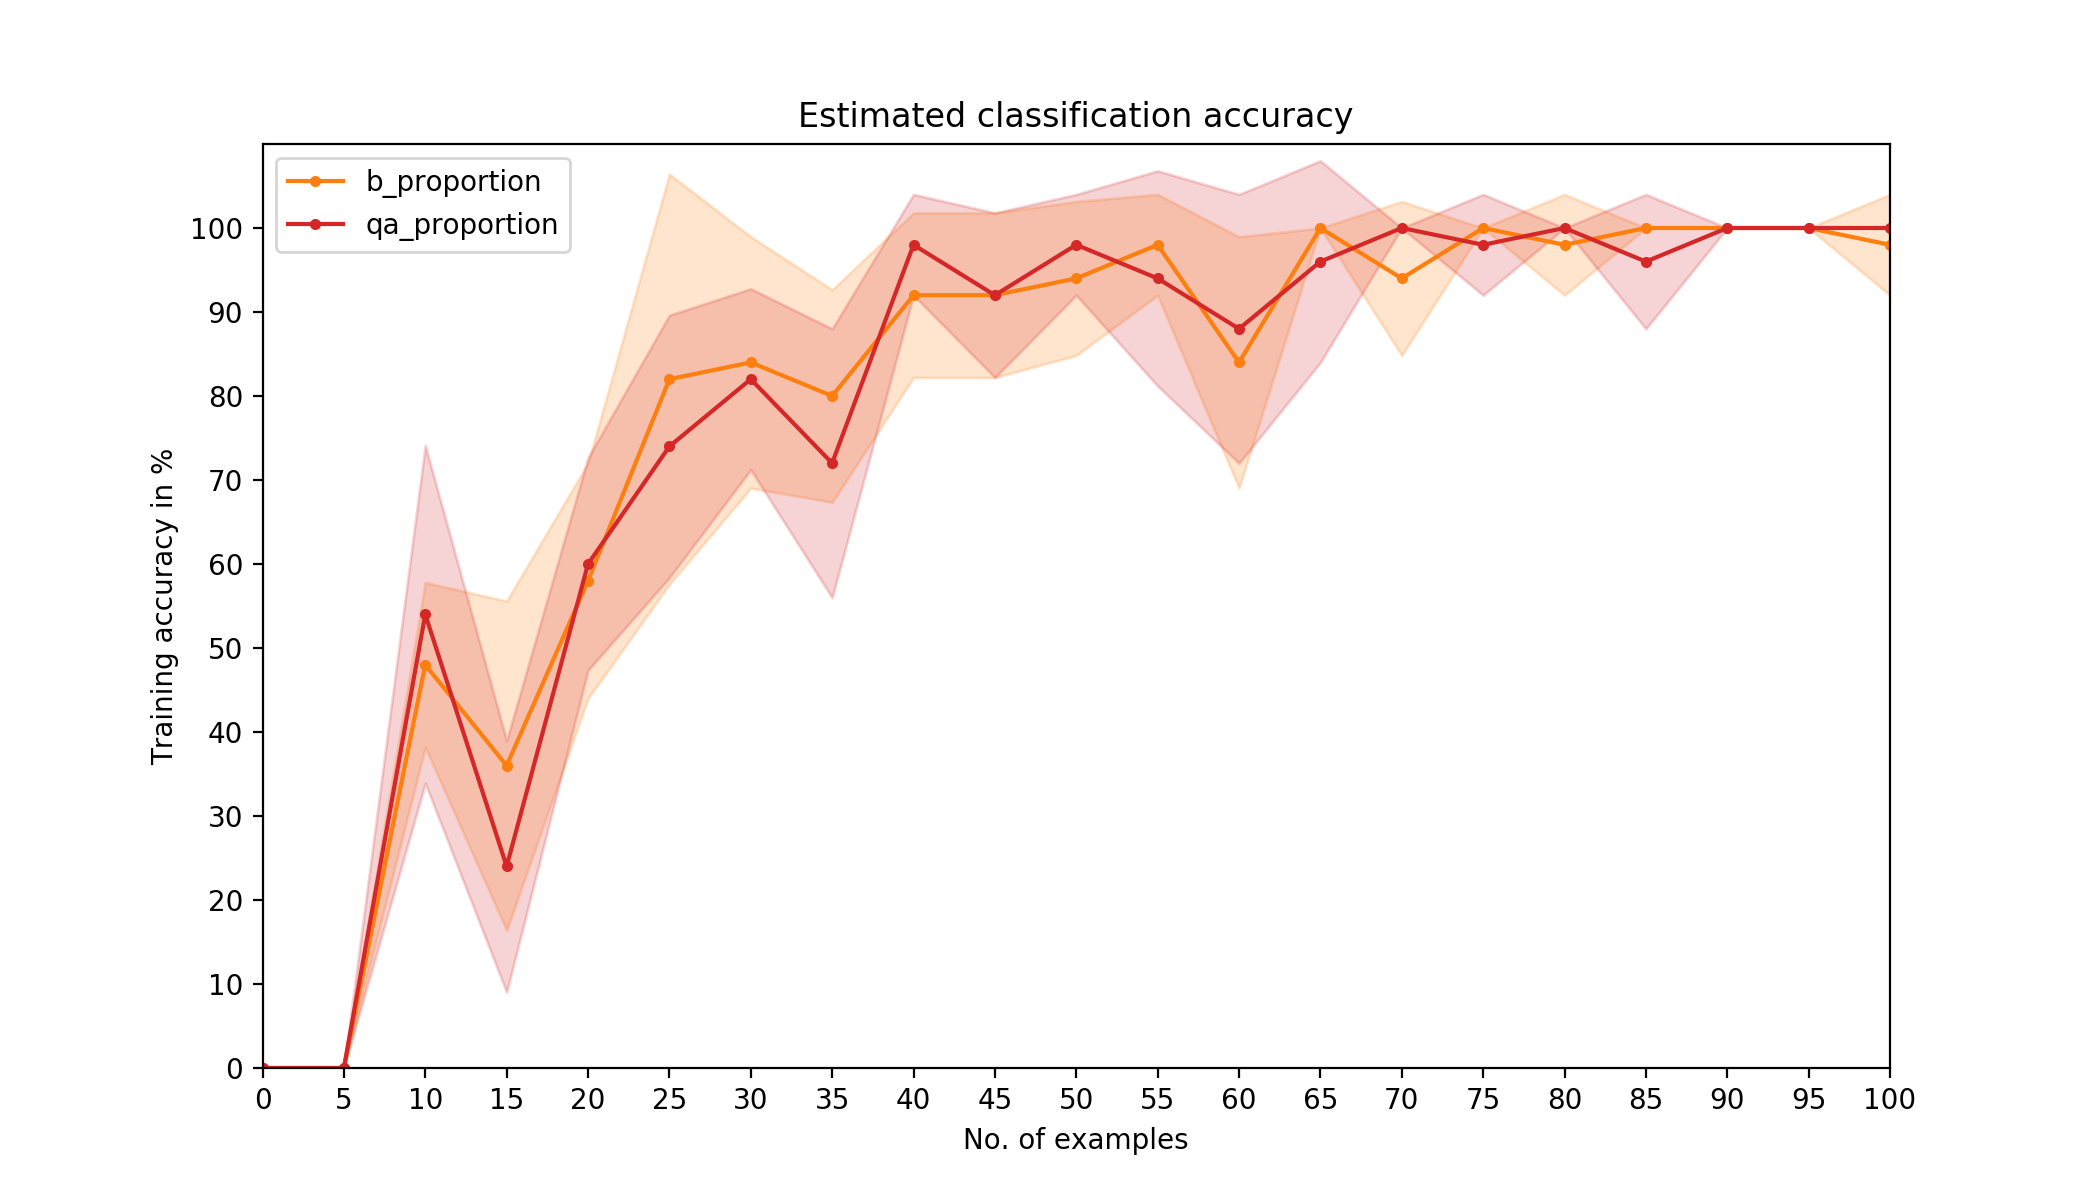 Estimated classification accuracy
b_proportion
qa_proportion
Training accuracy in %
100
90
80
70
60
50
40
30
20
10
0
0 5 10 15 20 25 30 35 40 45 50 55 60 65 70 75 80 85 90 95 100
No. of examples